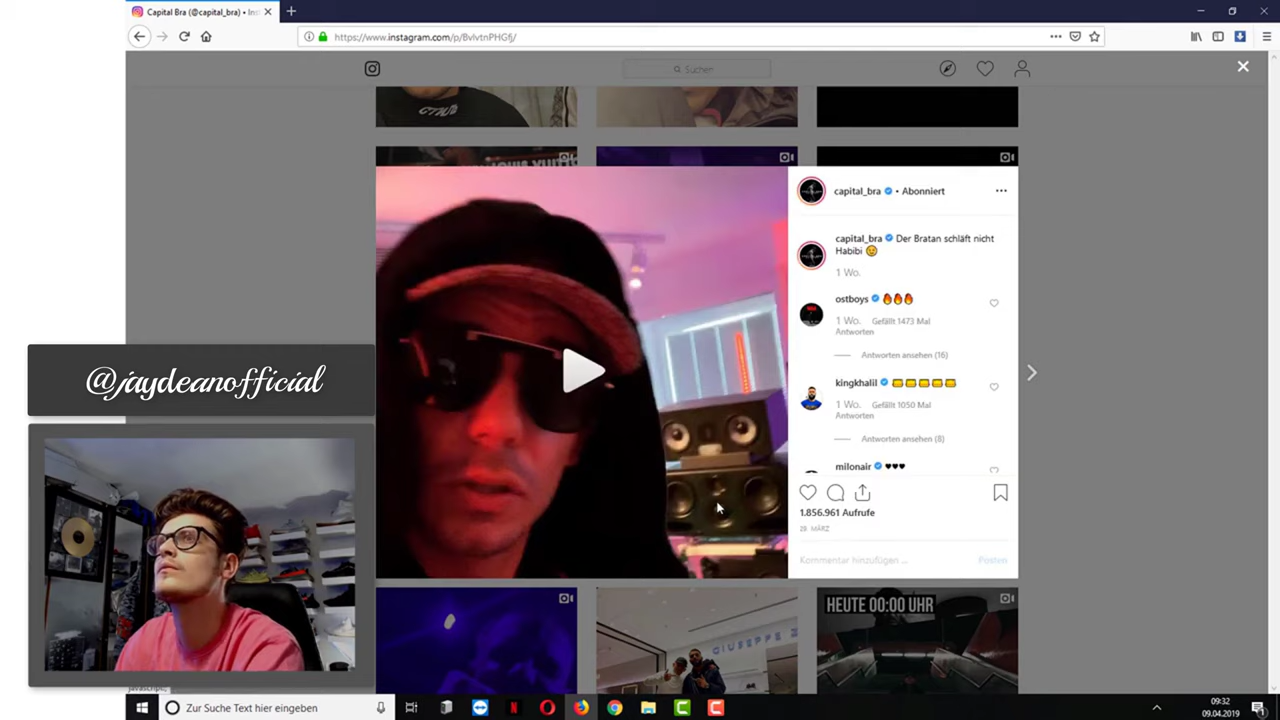 Capital Bra (@capital_bra) • Ins
https://www.instagram.com/p/BvlvtnPHGfj/
Suchen
capital_bra • Abonniert
capital_bra Der Bratan schläft nicht
Habibi 😉
1 Wo.
ostboys 🔥🔥🔥
1 Wo. Gefällt 1473 Mal
Antworten
Antworten ansehen (16)
kingkhalil
1 Wo. Gefällt 1050 Mal
Antworten
Antworten ansehen (8)
milonair ♥♥♥
1.856.961 Aufrufe
28 MÄRZ
Kommentar hinzufügen ...
Posten
@jaydeanofficial
GIUSEPPE Z
HEUTE 00:00 UHR
Zur Suche Text hier eingeben
09:32
09.04.2019